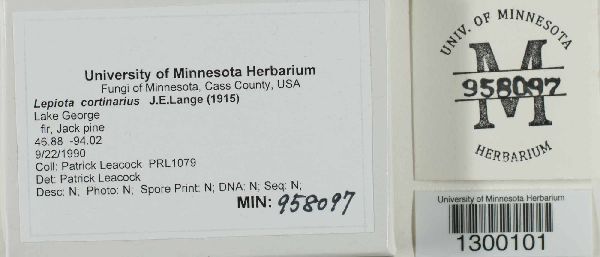 University of Minnesota Herbarium
Fungi of Minnesota, Cass County, USA
Lepiota cortinarius J.E.Lange (1915)
Lake George
fir, Jack pine
46.88 -94.02
9/22/1990
Coll: Patrick Leacock PRL1079
Det: Patrick Leacock
Desc: N; Photo: N; Spore Print: N; DNA: N; Seq: N;
MIN: 958097
UNIV. OF MINNESOTA
M
958097
HERBARIUM
University of Minnesota Herbarium
1300101